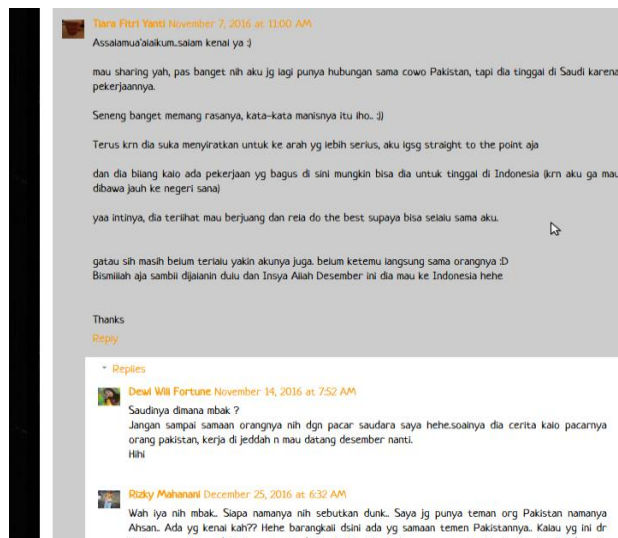 Tiara Fitri Yanti November 7, 2016 at 11:00 AM
Assalamua'alaikum..salam kenal ya :)
mau sharing yah, pas banget nih aku jg lagi punya hubungan sama cowo Pakistan, tapi dia tinggal di Saudi karena
pekerjaannya.
Seneng banget memang rasanya, kata-kata manisnya itu lho.. :))
Terus krn dia suka menyiratkan untuk ke arah yg lebih serius, aku lgsg straight to the point aja
dan dia bilang kalo ada pekerjaan yg bagus di sini mungkin bisa dia untuk tinggal di Indonesia (krn aku ga mau
dibawa jauh ke negeri sana)
yaa intinya, dia terlihat mau berjuang dan rela do the best supaya bisa selalu sama aku.
gatau sih masih belum terlalu yakin akunya juga. belum ketemu langsung sama orangnya :D
Bismillah aja sambil dijalanin dulu dan Insya Allah Desember ini dia mau ke Indonesia hehe
Thanks
Reply
Replies
Dewi Will Fortune November 14, 2016 at 7:52 AM
Saudinya dimana mbak ?
Jangan sampai samaan orangnya nih dgn pacar saudara saya hehe.soalnya dia cerita kalo pacarnya
orang pakistan, kerja di jeddah n mau datang desember nanti.
Hihi
Rizky Mahanani December 25, 2016 at 6:32 AM
Wah iya nih mbak.. Siapa namanya nih sebutkan dunk.. Saya jg punya teman org Pakistan namanya
Ahsan.. Ada yg kenal kah?? Hehe barangkali dsini ada yg samaan temen Pakistannya.. Kalau yg ini dr